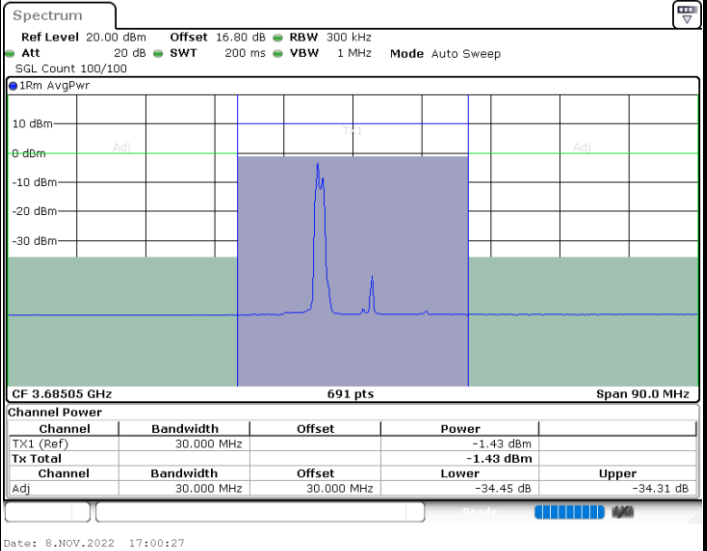 Spectrum
Ref Level 20.00 dBm Offset 16.80 dB RBW 300 kHz
Att 20 dB SWT 200 ms VBW 1 MHz Mode Auto Sweep
SGL Count 100/100
1Rm AvgPwr
10 dBm
TX1
Adj
Adj
0 dBm
-10 dBm
-20 dBm
-30 dBm
CF 3.68505 GHz 691 pts Span 90.0 MHz
Channel Power
Channel Bandwidth Offset Power
TX1 (Ref) 30.000 MHz -1.43 dBm
Tx Total -1.43 dBm
Channel Bandwidth Offset Lower Upper
Adj 30.000 MHz 30.000 MHz -34.45 dB -34.31 dB
Ready
Date: 8.NOV.2022 17:00:27